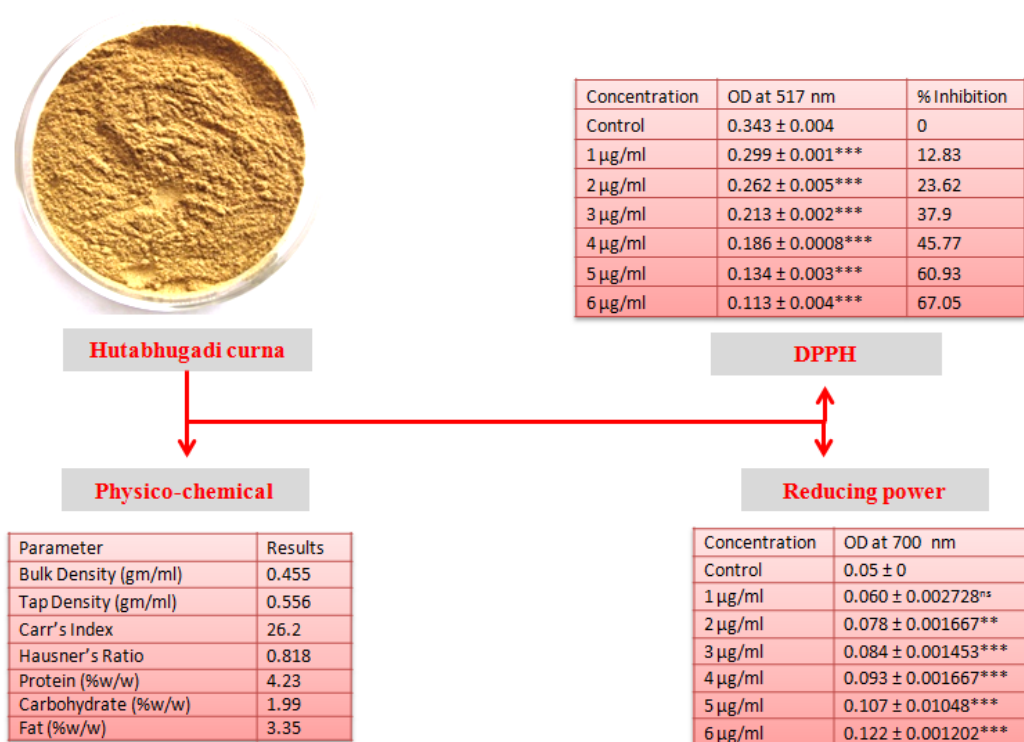 Concentration OD at 517 nm % Inhibition
Control 0.343 ± 0.004 0
1 µg/ml 0.299 ± 0.001*** 12.83
2 µg/ml 0.262 ± 0.005*** 23.62
3 µg/ml 0.213 ± 0.002*** 37.9
4 µg/ml 0.186 ± 0.0008*** 45.77
5 µg/ml 0.134 ± 0.003*** 60.93
6 µg/ml 0.113 ± 0.004*** 67.05
Hutabhugadi curna
DPPH
Physico-chemical
Reducing power
Parameter Results
Bulk Density (gm/ml) 0.455
Tap Density (gm/ml) 0.556
Carr's Index 26.2
Hausner's Ratio 0.818
Protein (%w/w) 4.23
Carbohydrate (%w/w) 1.99
Fat (%w/w) 3.35
Concentration OD at 700 nm
Control 0.05 ± 0
1 µg/ml 0.060 ± 0.002728ns
2 µg/ml 0.078 ± 0.001667**
3 µg/ml 0.084 ± 0.001453***
4 µg/ml 0.093 ± 0.001667***
5 µg/ml 0.107 ± 0.01048***
6 µg/ml 0.122 ± 0.001202***